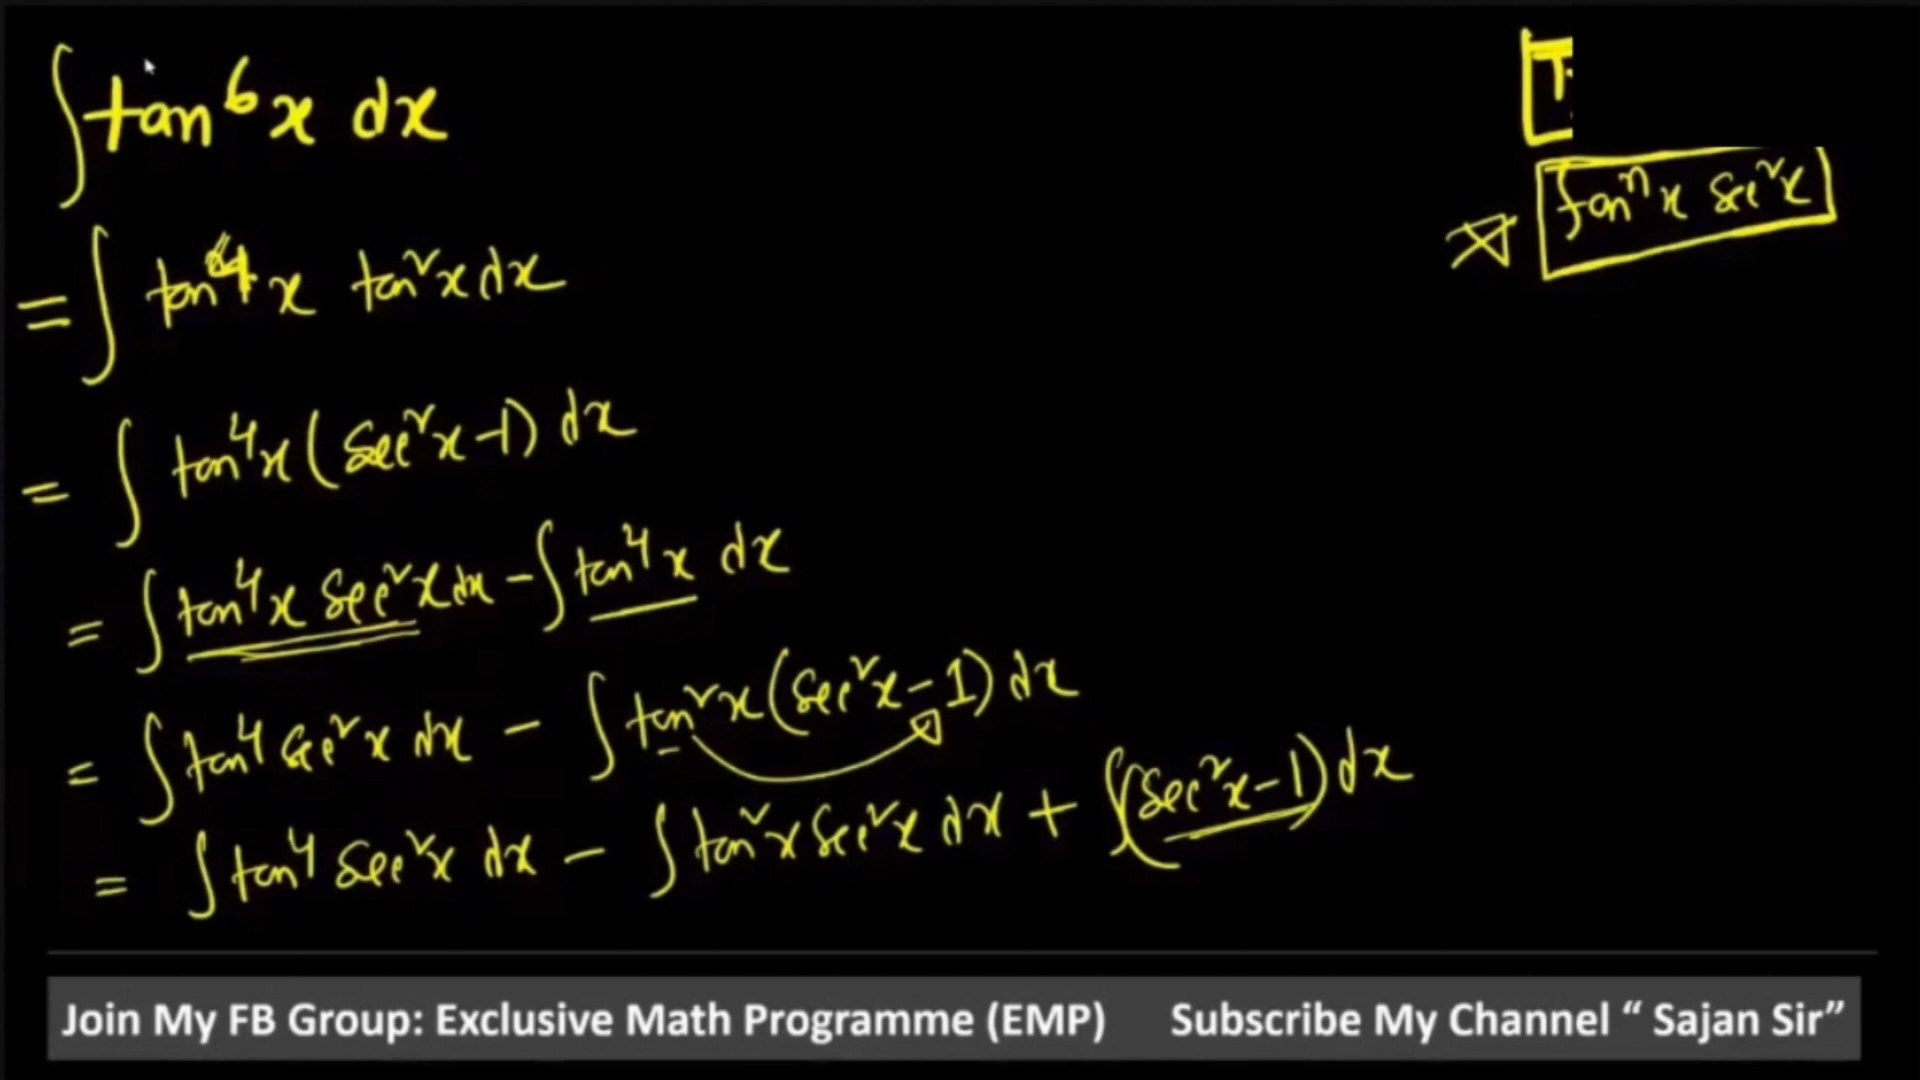 ∫tan⁶x dx
= ∫ tan⁴x tan²x dx
= ∫ tan⁴x (sec²x-1) dx
= ∫ tan⁴x sec²x dx - ∫ tan⁴x dx
= ∫ tan⁴ sec²x dx - ∫ tan²x (sec²x-1) dx
= ∫ tan⁴ sec²x dx - ∫ tan²x sec²x dx + ∫(sec²x-1) dx
tanⁿx sec²x
Join My FB Group: Exclusive Math Programme (EMP) Subscribe My Channel “ Sajan Sir”